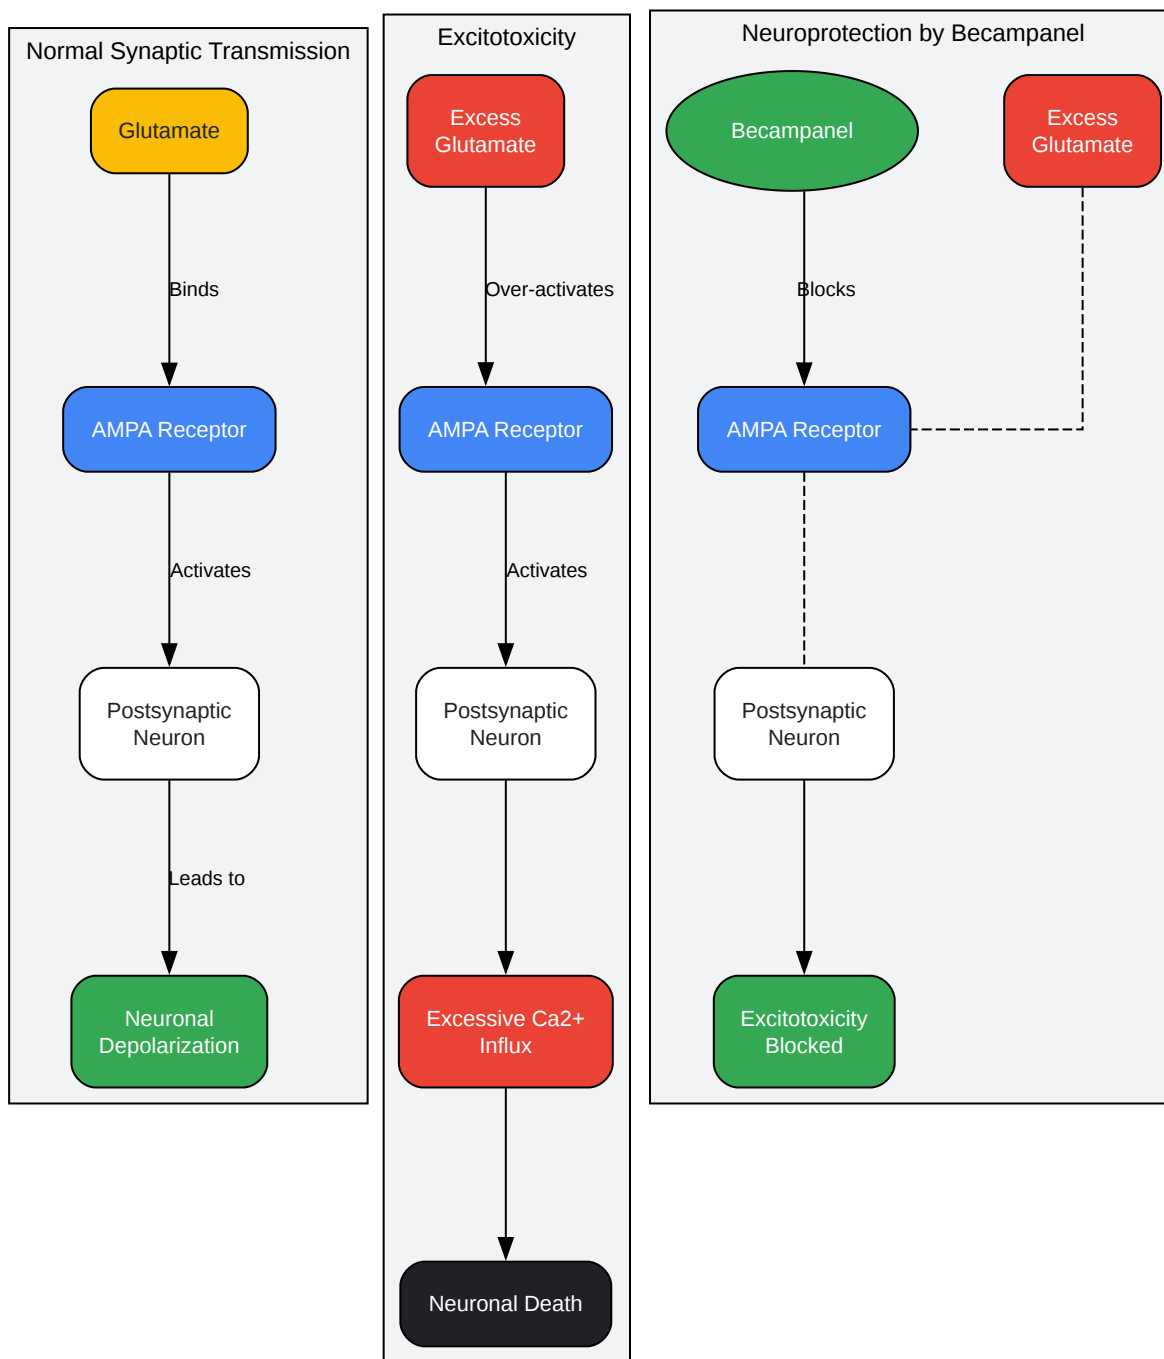 Normal Synaptic Transmission
Glutamate
Binds
AMPA Receptor
Activates
Postsynaptic
Neuron
Leads to
Neuronal
Depolarization
Excitotoxicity
Excess
Glutamate
Over-activates
AMPA Receptor
Activates
Postsynaptic
Neuron
Excessive Ca2+
Influx
Neuronal Death
Neuroprotection by Becampanel
Becampanel
Excess
Glutamate
Blocks
AMPA Receptor
Postsynaptic
Neuron
Excitotoxicity
Blocked